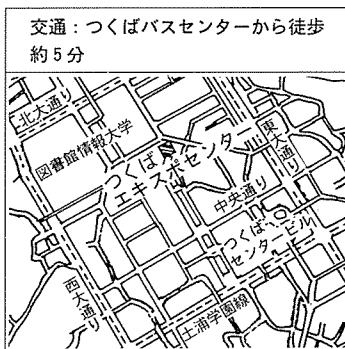 交通：つくばバスセンターから徒歩
約5分
北大通り
図書館情報大学
つくば
エキスポセンター
東大通り
中央通り
つくば
センタービル
西大通り
土浦学園線